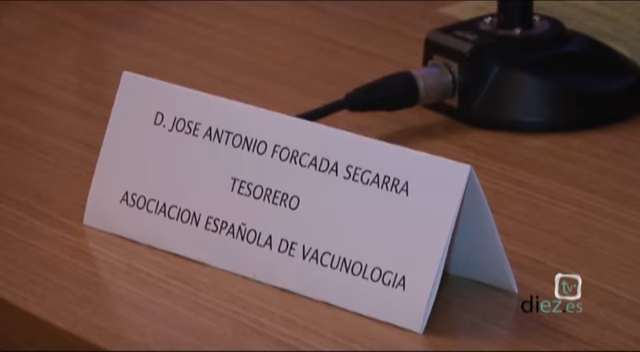 D. JOSE ANTONIO FORCADA SEGARRA
TESORERO
ASOCIACION ESPAÑOLA DE VACUNOLOGIA
tv
diez.es